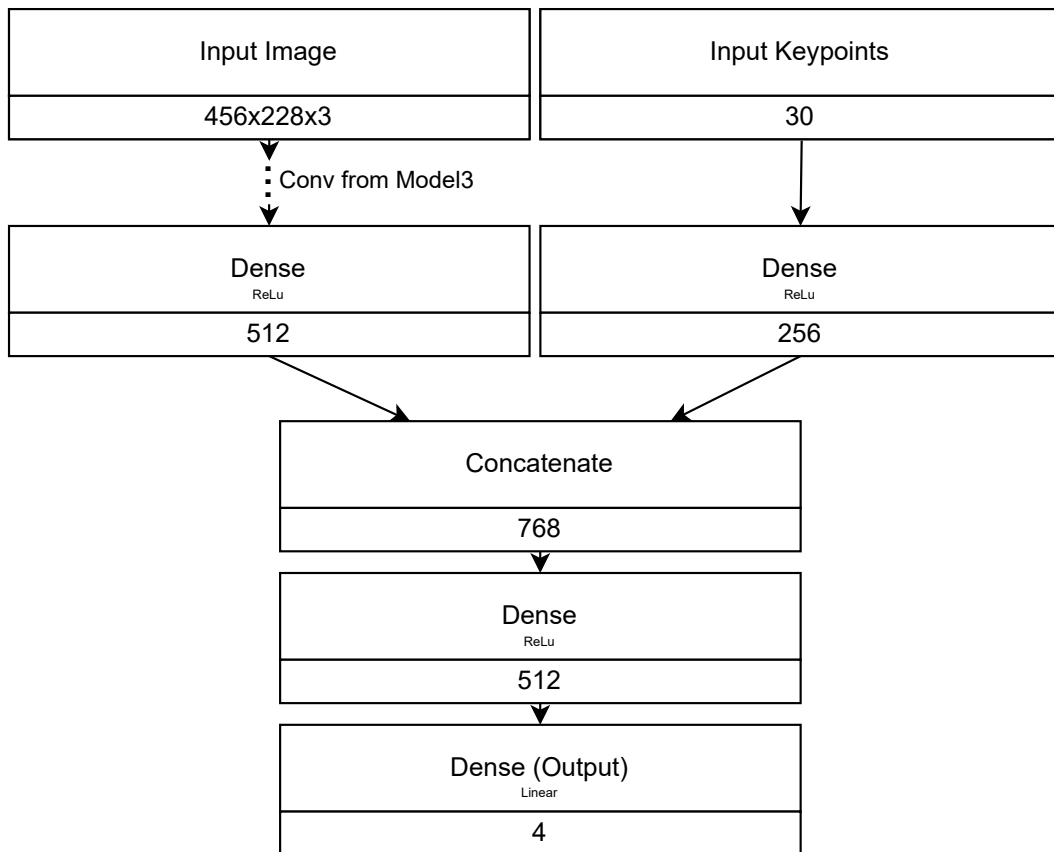 Input Image
456x228x3
Input Keypoints
30
Conv from Model3
Dense
ReLu
512
Dense
ReLu
256
Concatenate
768
Dense
ReLu
512
Dense (Output)
Linear
4